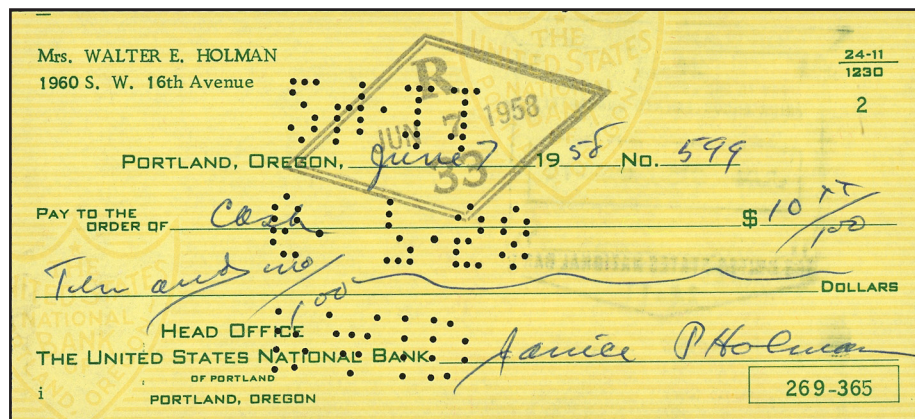 Mrs. WALTER E. HOLMAN
1960 S. W. 16th Avenue
24-11
1230
2
R
JUN 7 1958
33
PORTLAND, OREGON, June 7 1958 No. 599
PAY TO THE
ORDER OF Cash $ 10 xx/100
Ten and no/100 DOLLARS
HEAD OFFICE
THE UNITED STATES NATIONAL BANK Janice P Holman
OF PORTLAND
PORTLAND, OREGON
i
269-365